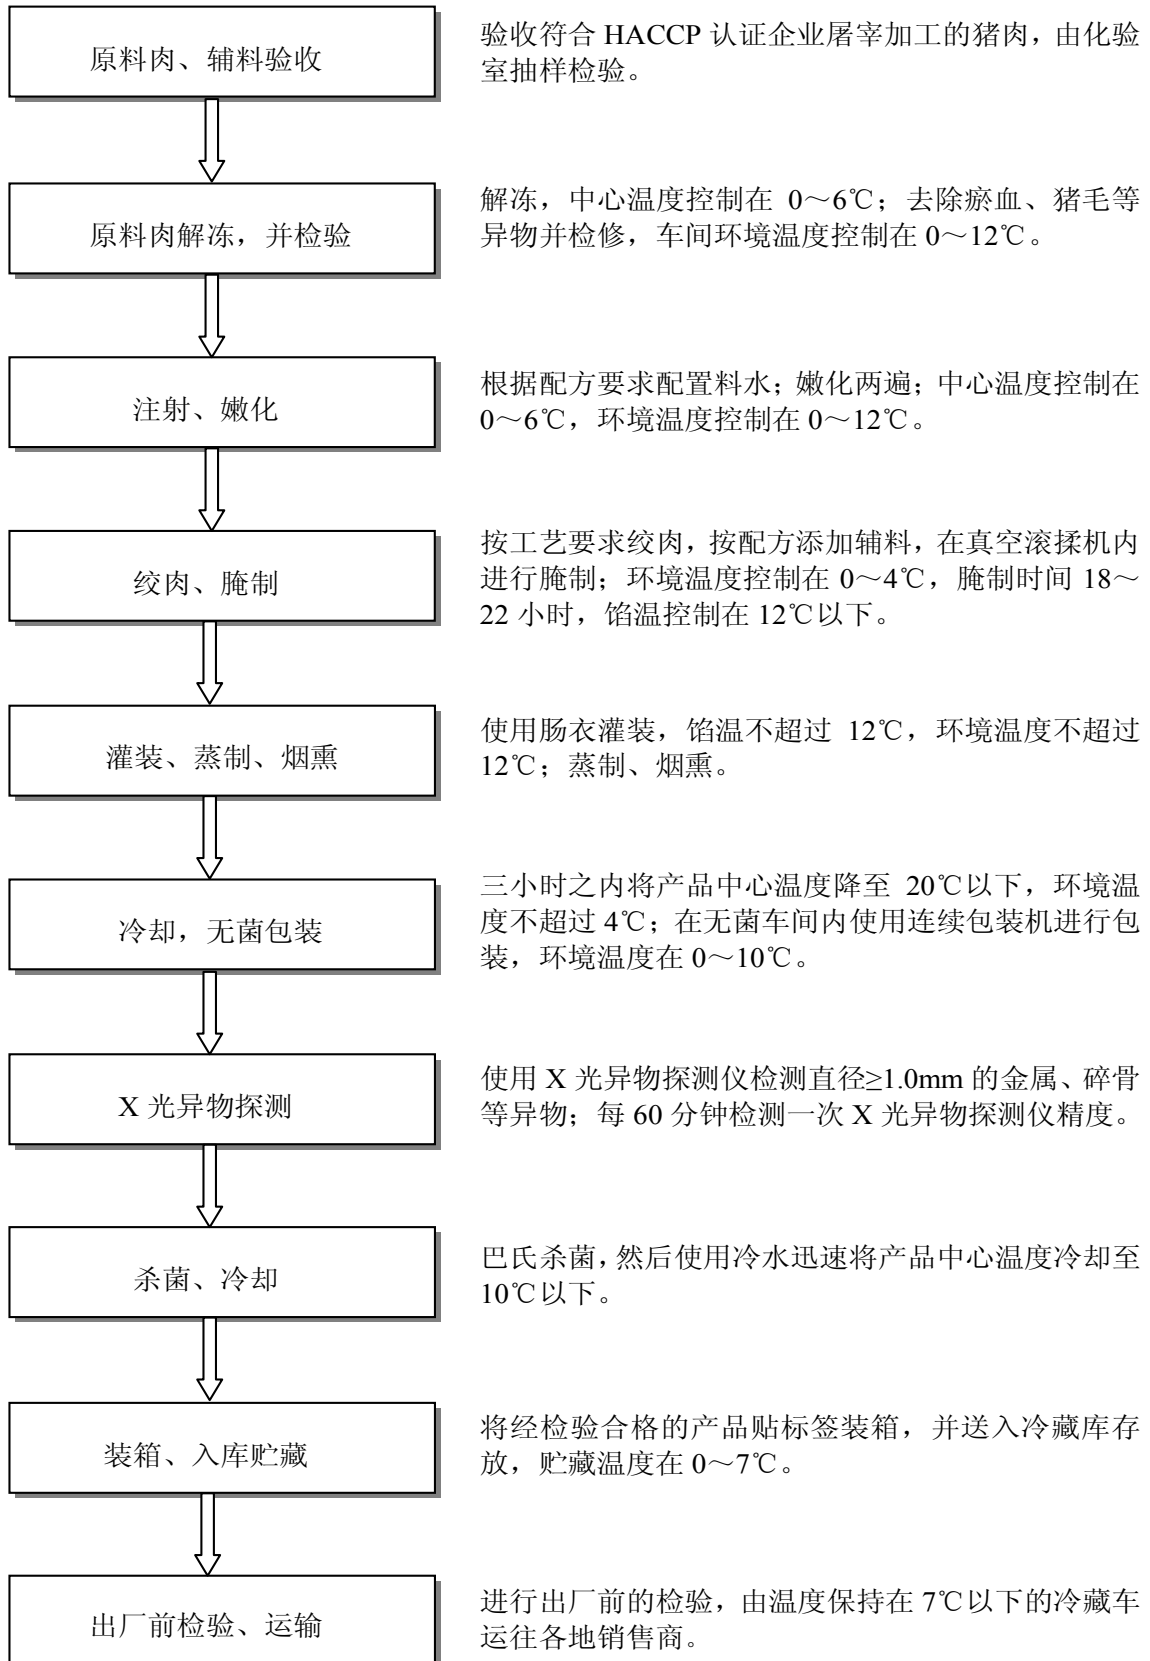 原料肉、辅料验收
验收符合 HACCP 认证企业屠宰加工的猪肉，由化验
室抽样检验。
原料肉解冻，并检验
解冻，中心温度控制在 0～6℃；去除瘀血、猪毛等
异物并检修，车间环境温度控制在 0～12℃。
注射、嫩化
根据配方要求配置料水；嫩化两遍；中心温度控制在
0～6℃，环境温度控制在 0～12℃。
绞肉、腌制
按工艺要求绞肉，按配方添加辅料，在真空滚揉机内
进行腌制；环境温度控制在 0～4℃，腌制时间 18～
22 小时，馅温控制在 12℃以下。
灌装、蒸制、烟熏
使用肠衣灌装，馅温不超过 12℃，环境温度不超过
12℃；蒸制、烟熏。
冷却，无菌包装
三小时之内将产品中心温度降至 20℃以下，环境温
度不超过 4℃；在无菌车间内使用连续包装机进行包
装，环境温度在 0～10℃。
X 光异物探测
使用 X 光异物探测仪检测直径≥1.0mm 的金属、碎骨
等异物；每 60 分钟检测一次 X 光异物探测仪精度。
杀菌、冷却
巴氏杀菌，然后使用冷水迅速将产品中心温度冷却至
10℃以下。
装箱、入库贮藏
将经检验合格的产品贴标签装箱，并送入冷藏库存
放，贮藏温度在 0～7℃。
出厂前检验、运输
进行出厂前的检验，由温度保持在 7℃以下的冷藏车
运往各地销售商。